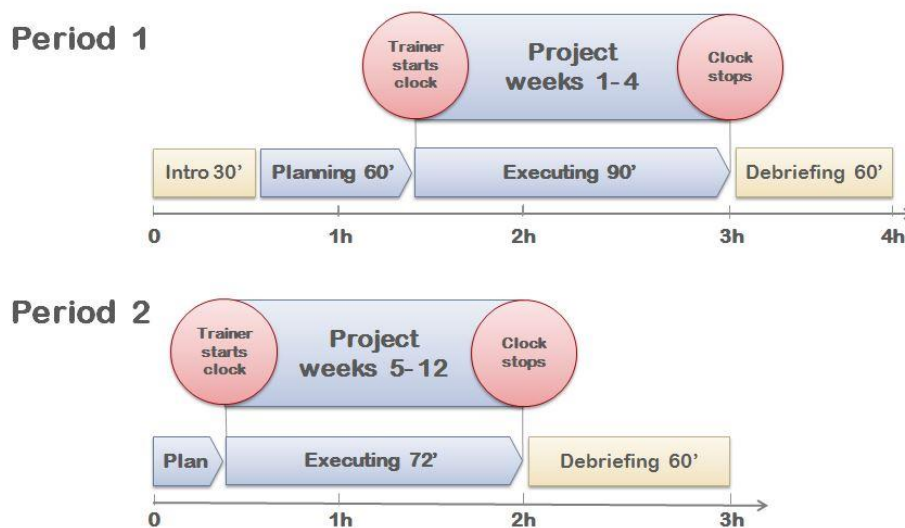 Period 1
Trainer
starts
clock
Project
weeks 1-4
Clock
stops
Intro 30’
Planning 60’
Executing 90’
Debriefing 60’
0
1h
2h
3h
4h
Period 2
Trainer
starts
clock
Project
weeks 5-12
Clock
stops
Plan
Executing 72’
Debriefing 60’
0
1h
2h
3h